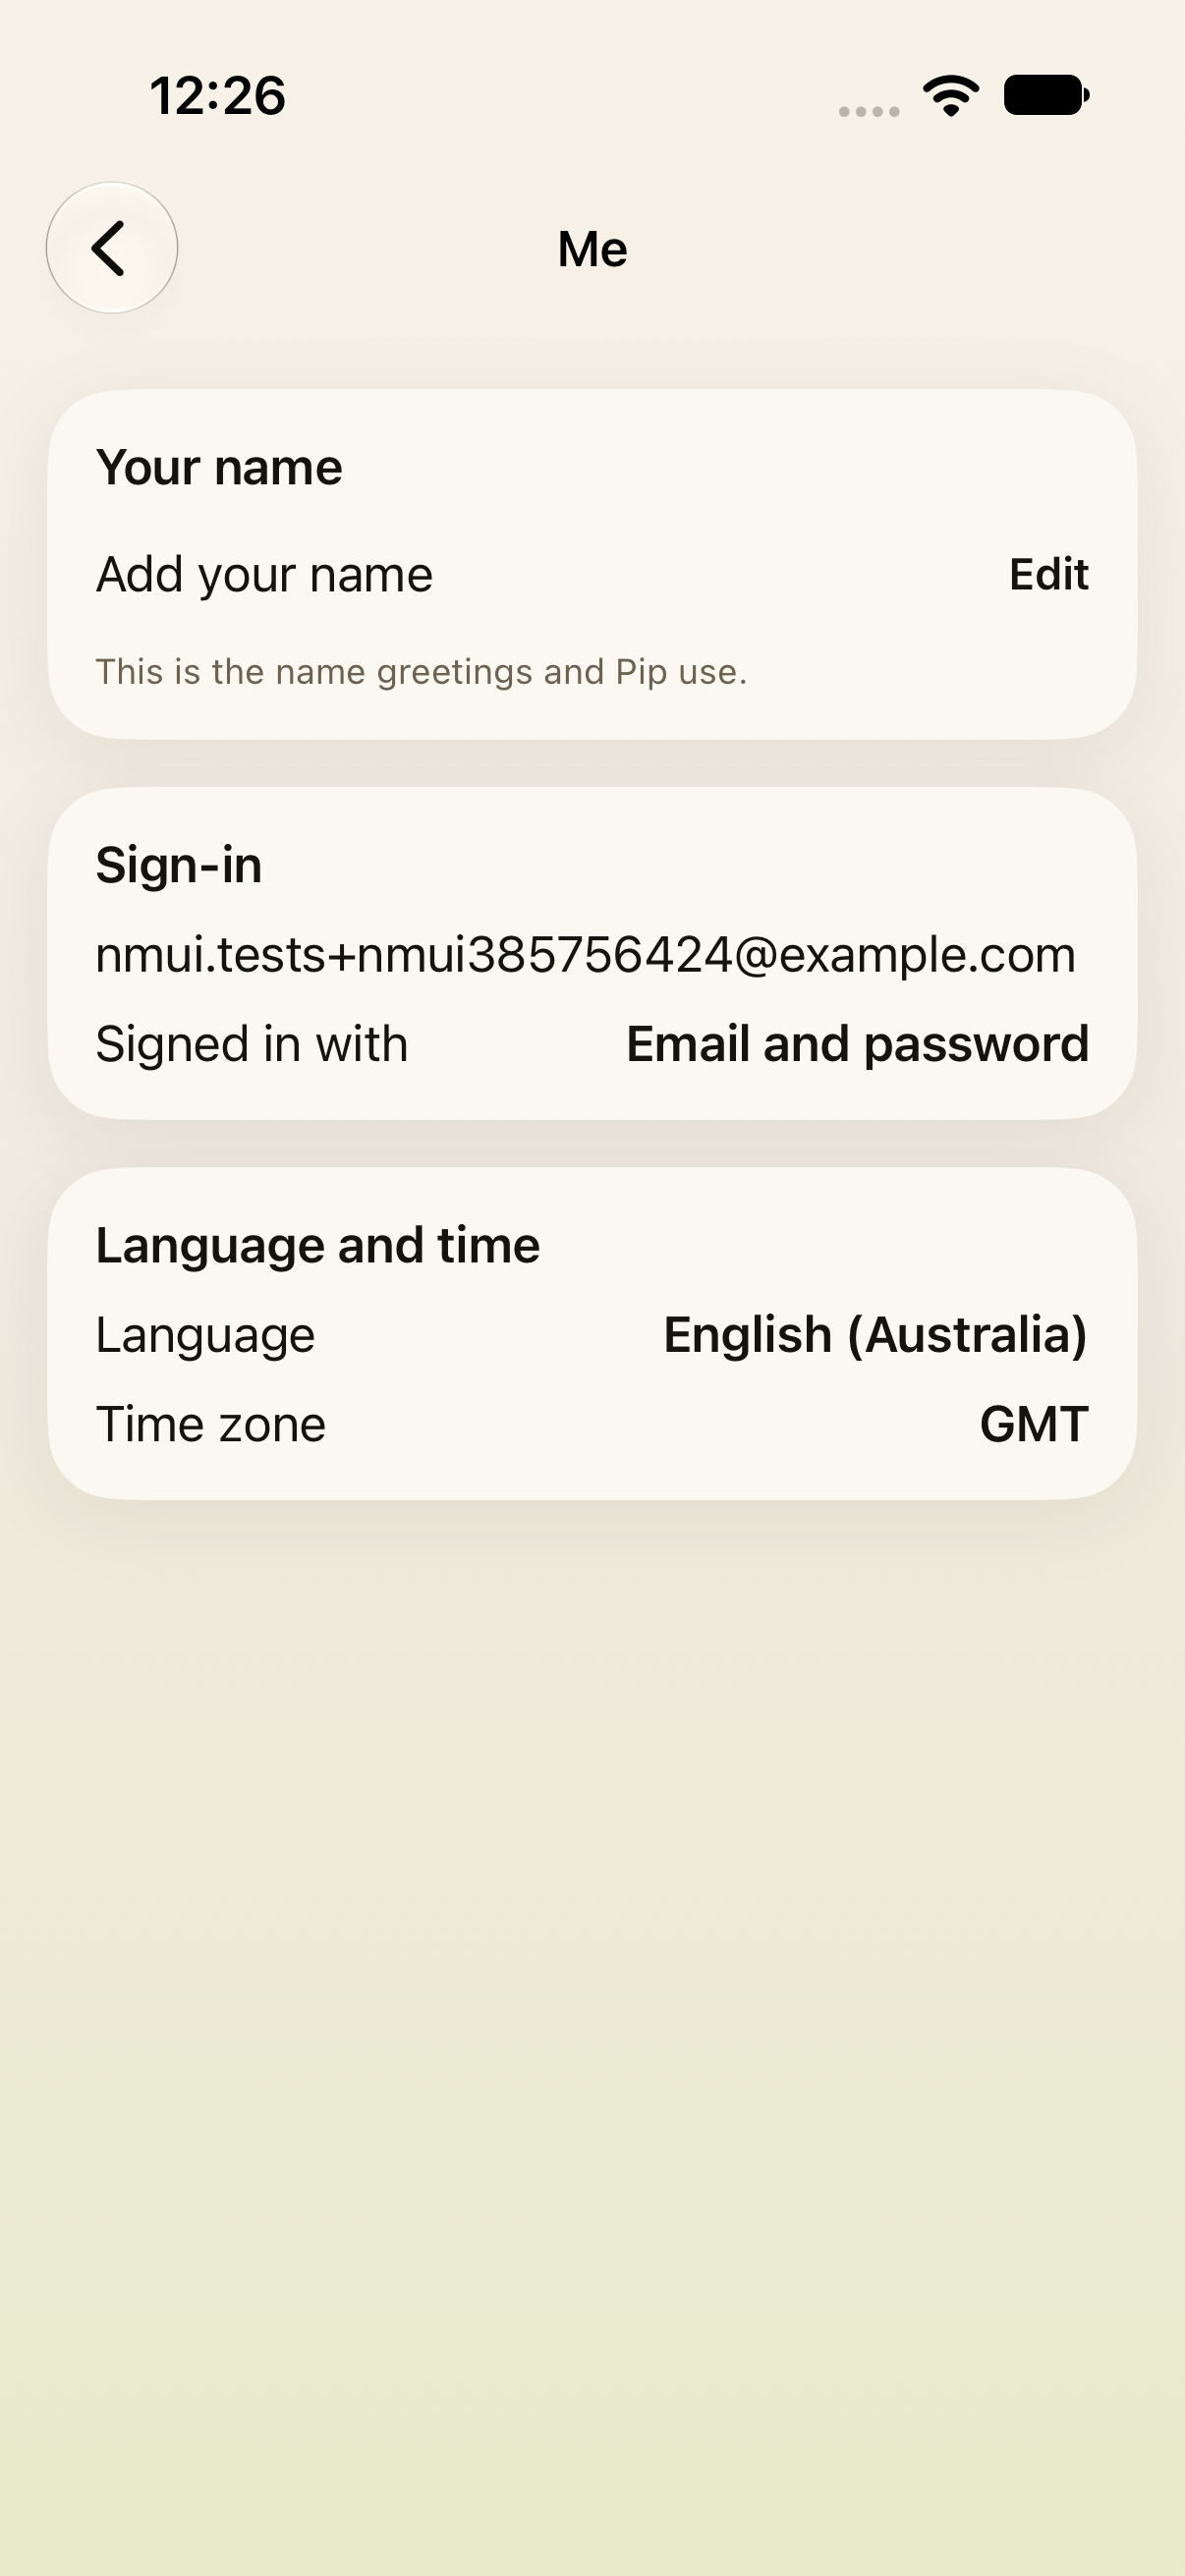 12:26
Me
Your name
Add your name Edit
This is the name greetings and Pip use.
Sign-in
nmui.tests+nmui385756424@example.com
Signed in with Email and password
Language and time
Language English (Australia)
Time zone GMT